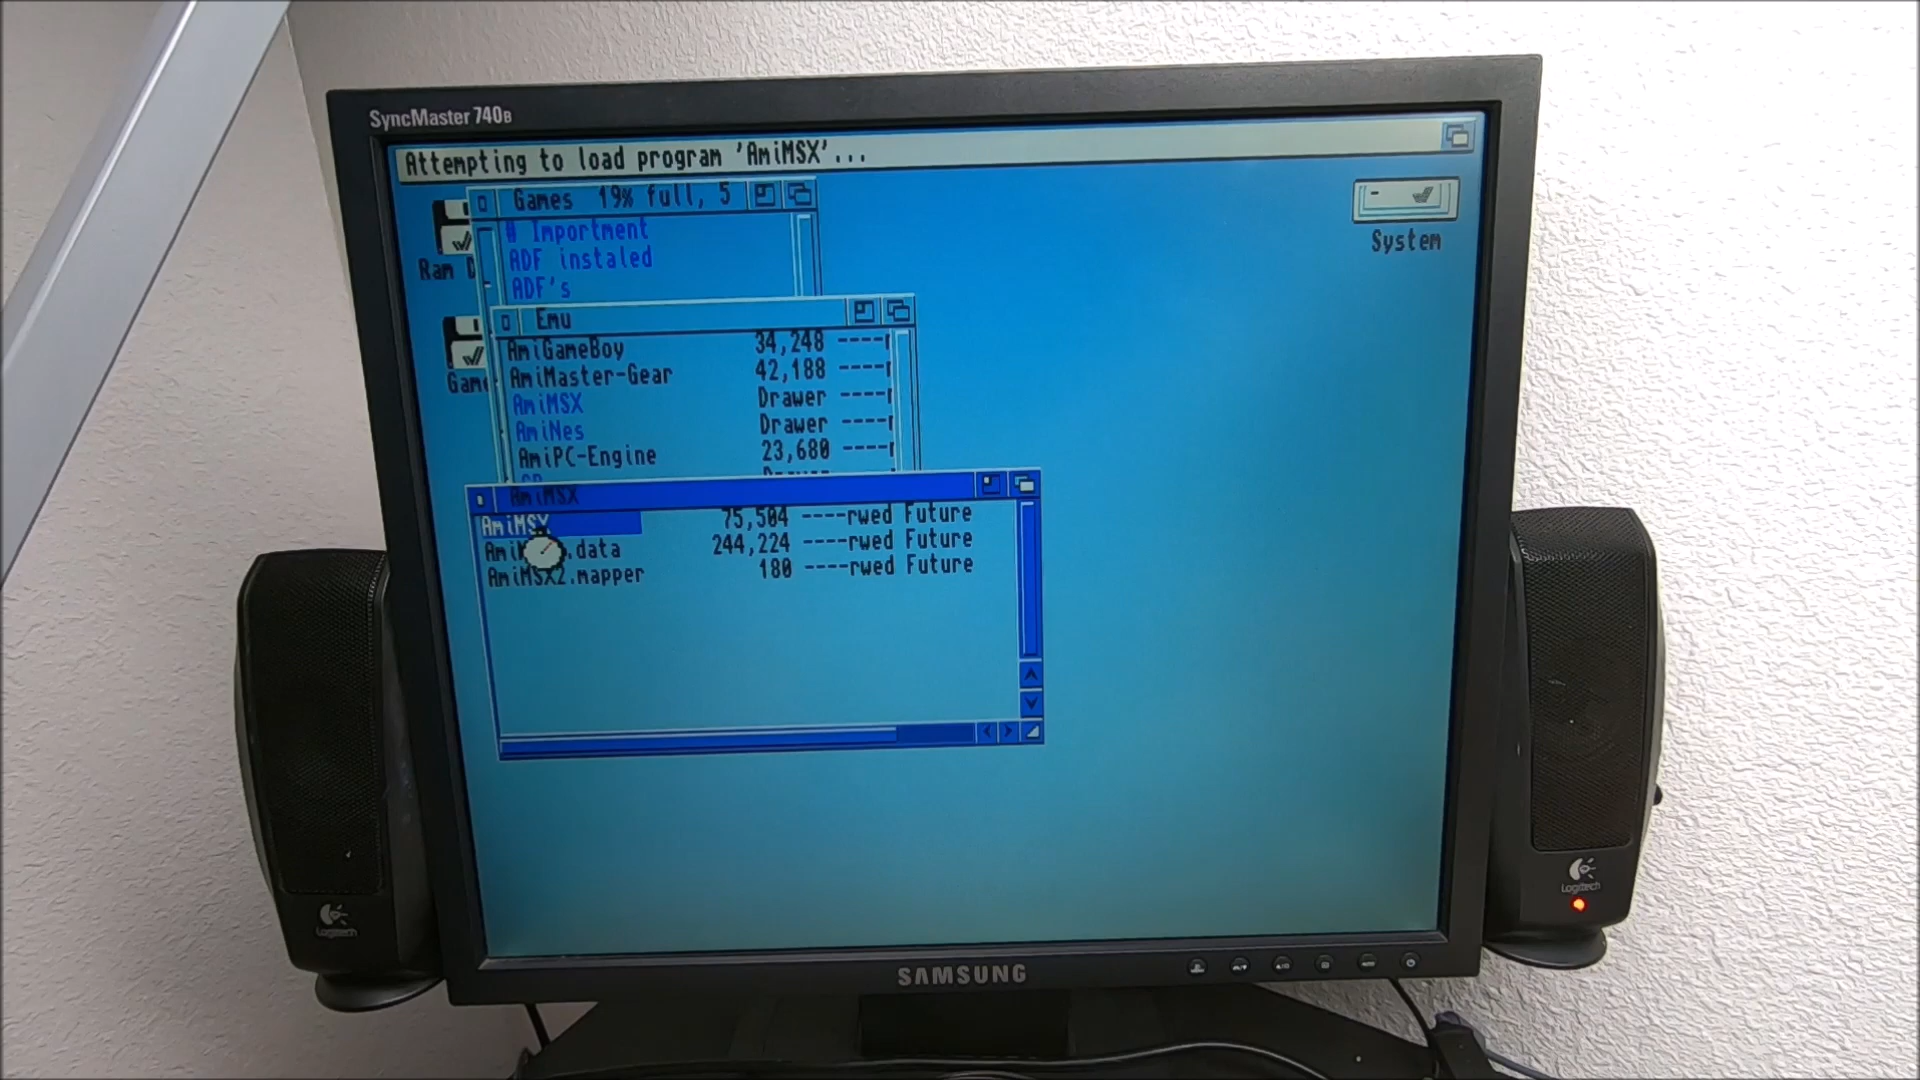 SyncMaster 740B
Attempting to load program 'AmiMSX'...
Games 19% full, 5
# Importment
ADF instaled
ADF's
System
Ram D
Game
Emu
AmiGameBoy 34,248 ----r
AmiMaster-Gear 42,188 ----r
AmiMSX Drawer ----r
AmiNes Drawer ----r
AmiPC-Engine 23,680 ----r
AmiMSX
AmiMSX 75,504 ----rwed Future
.data 244,224 ----rwed Future
AmiMSX2.mapper 180 ----rwed Future
Logitech
Logitech
SAMSUNG